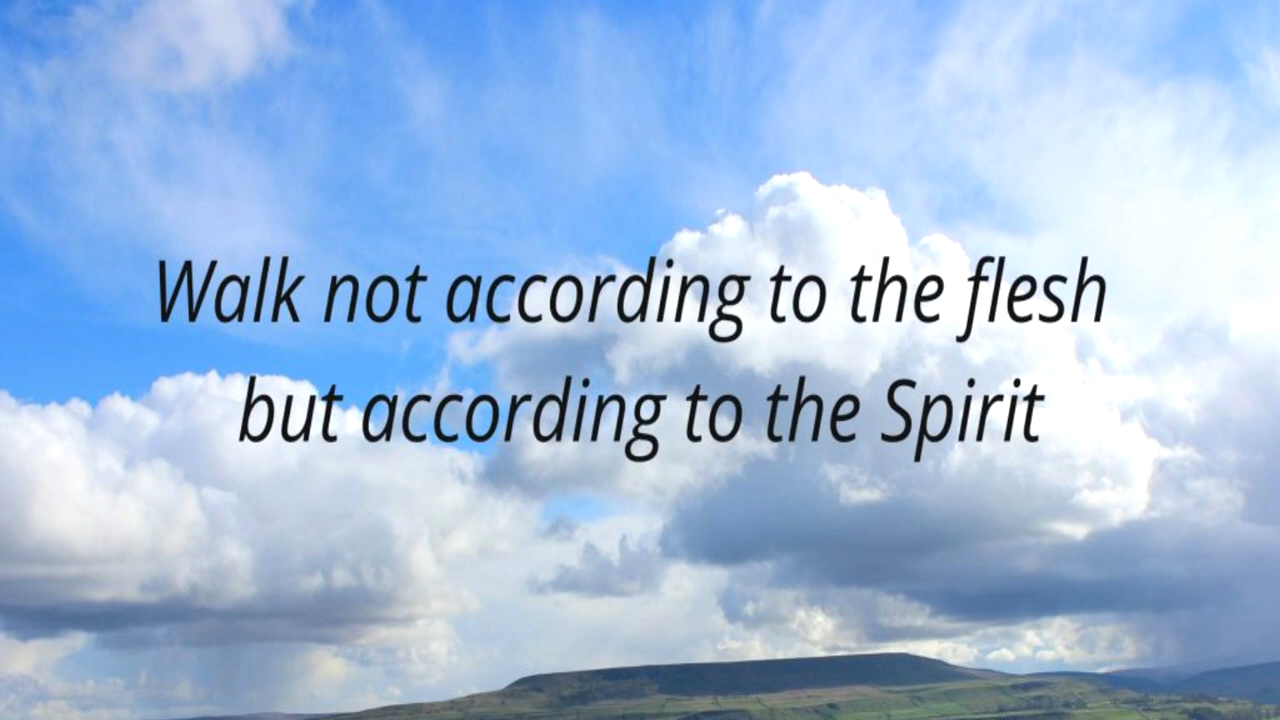 Walk not according to the flesh
but according to the Spirit